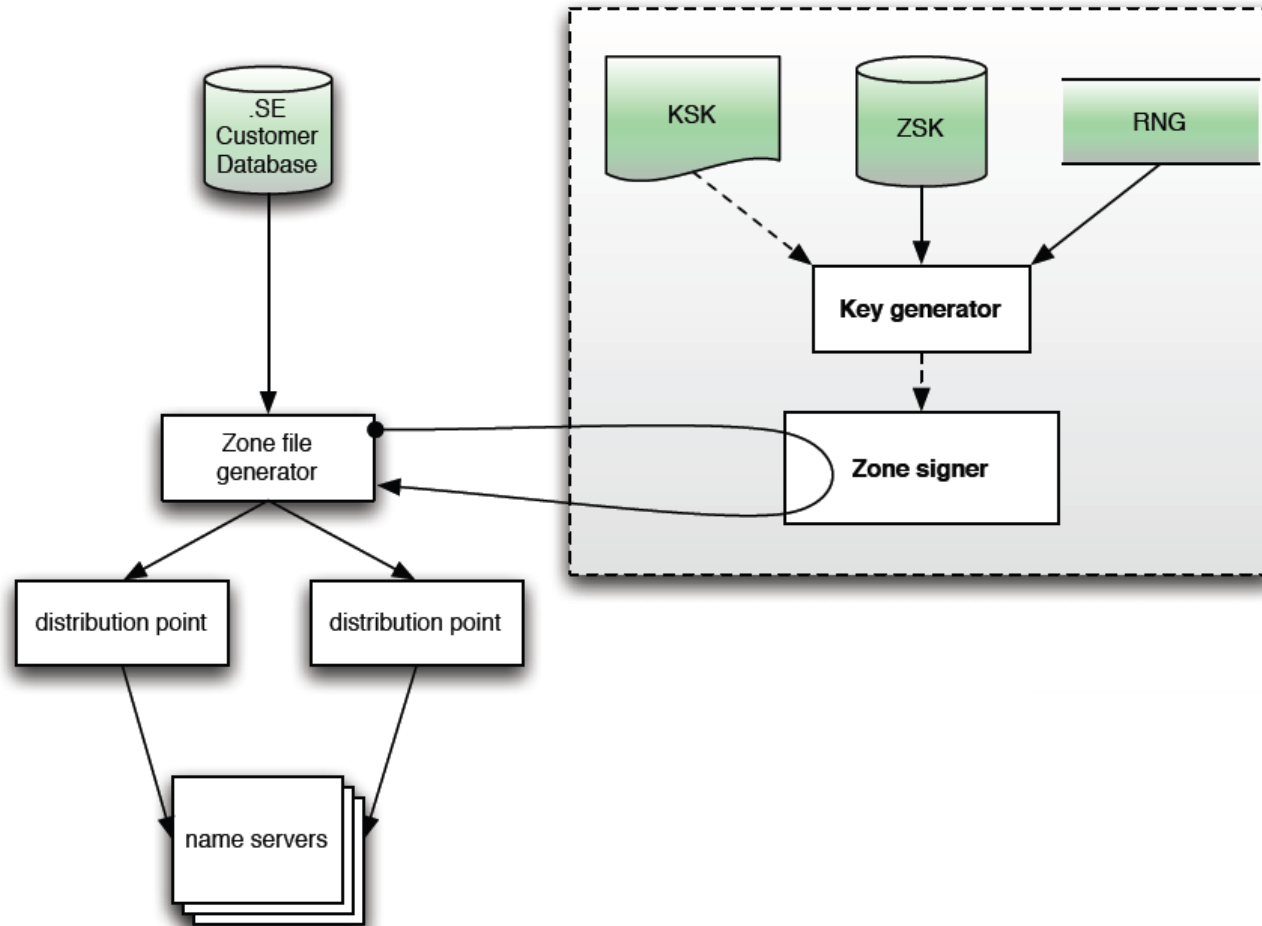 .SE
Customer
Database
KSK
ZSK
RNG
Key generator
Zone file
generator
Zone signer
distribution point
distribution point
name servers